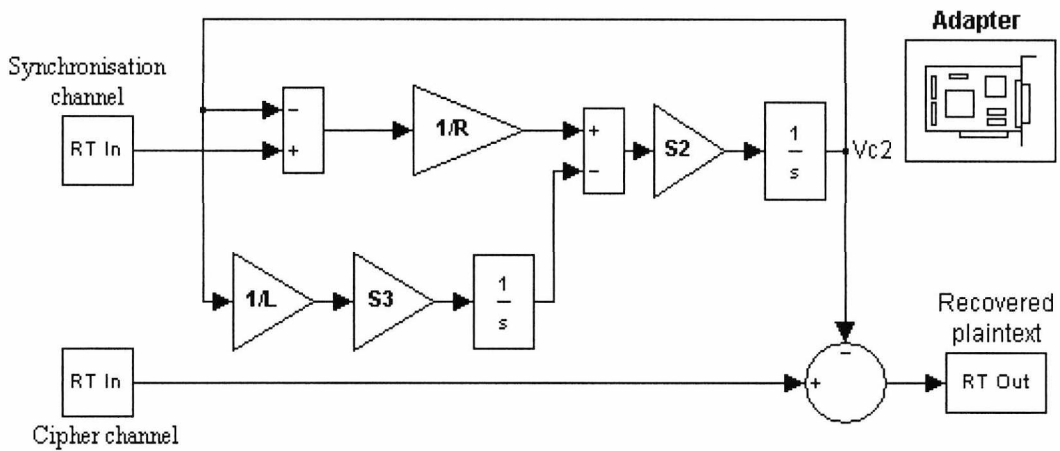 Adapter
Synchronisation
channel
RT In
−
+
1/R
+
−
S2
1
s
Vc2
1/L
S3
1
s
Recovered
plaintext
RT In
+
−
RT Out
Cipher channel